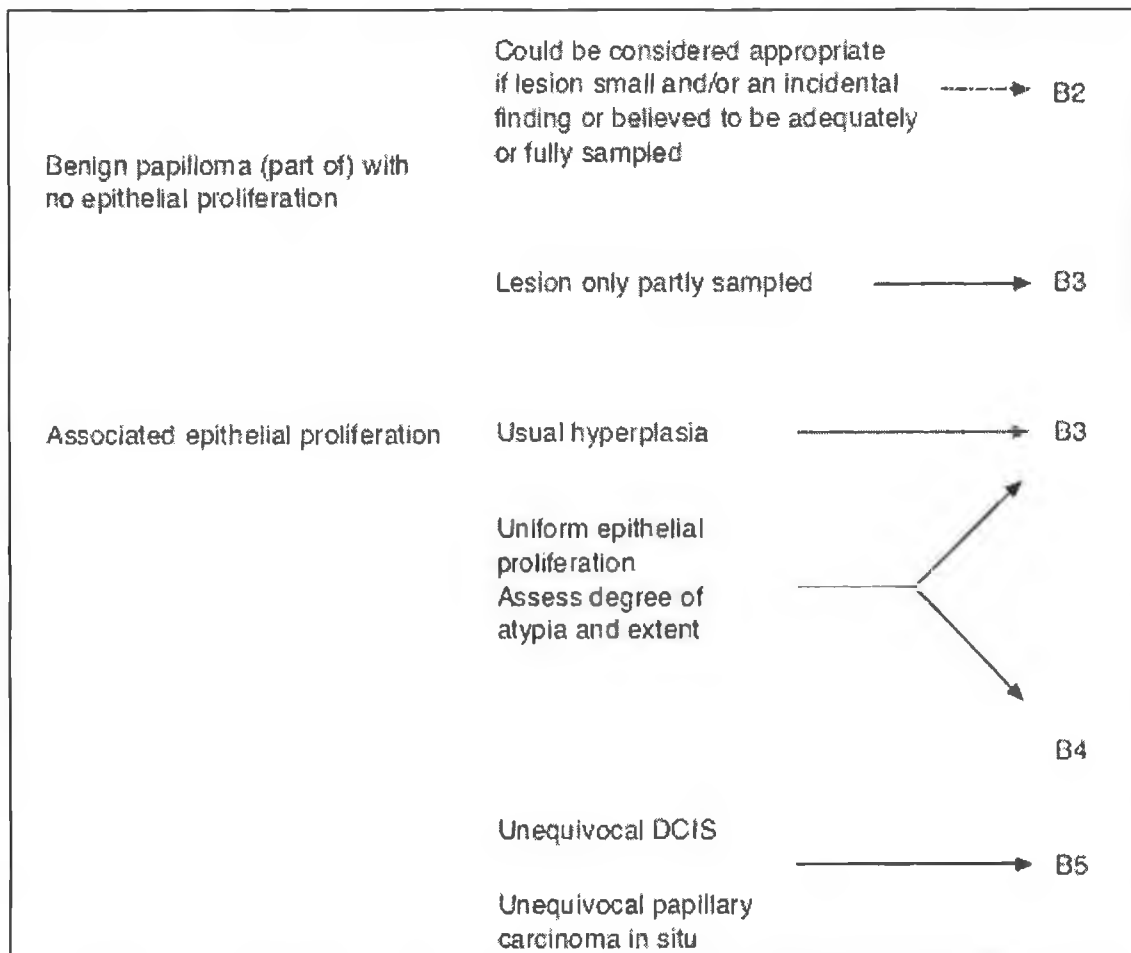 Could be considered appropriate
if lesion small and/or an incidental
finding or believed to be adequately
or fully sampled
B2
Benign papilloma (part of) with
no epithelial proliferation
Lesion only partly sampled
B3
Associated epithelial proliferation
Usual hyperplasia
B3
Uniform epithelial
proliferation
Assess degree of
atypia and extent
B4
Unequivocal DCIS
B5
Unequivocal papillary
carcinoma in situ